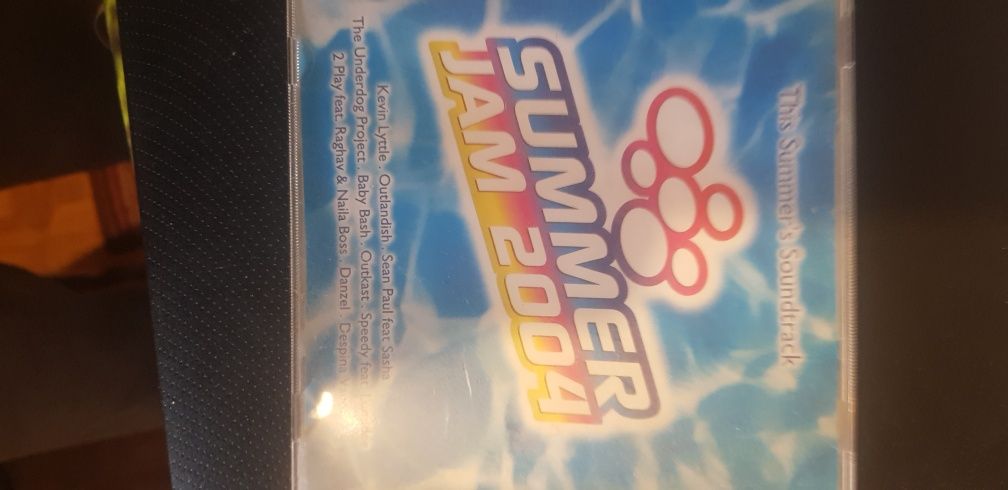 This Summer's Soundtrack
SUMMER
JAM 2004
Kevin Lyttle . Outlandish . Sean Paul feat Sasha
The Underdog Project . Baby Bash . Outkast . Speedy feat
2 Play feat. Raghav & Naila Boss . Danzel . Despina